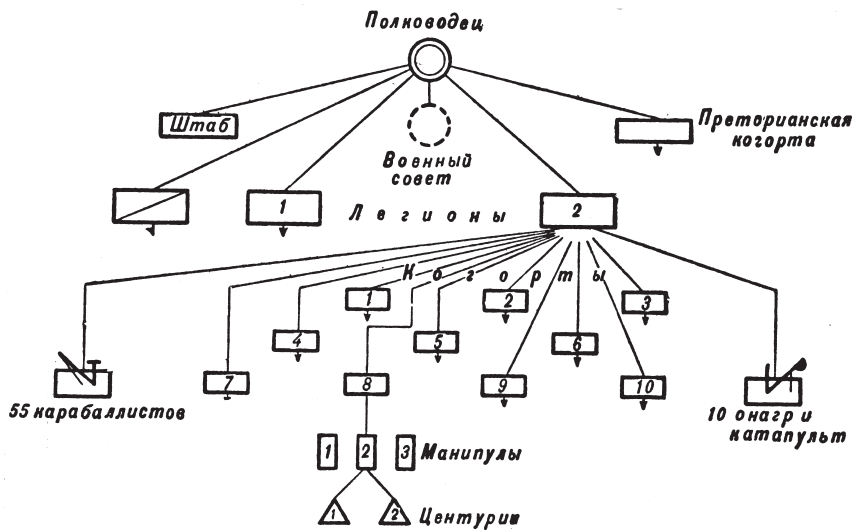 Полководец
Штаб
Преторианская
когорта
Военный
совет
1
Легионы
2
Когорты
1
2
3
4
5
6
7
8
9
10
55 карабаллистов
10 онагр и
катапульт
1
2
3
Манипулы
1
2
Центурии